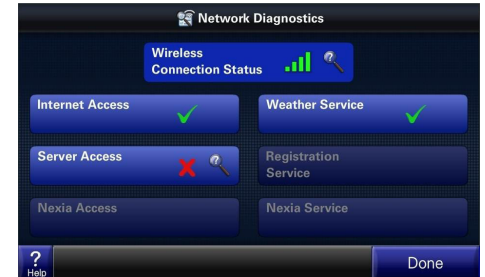 Network Diagnostics
Wireless
Connection Status
Internet Access
Weather Service
Server Access
Registration
Service
Nexia Access
Nexia Service
?
Help
Done